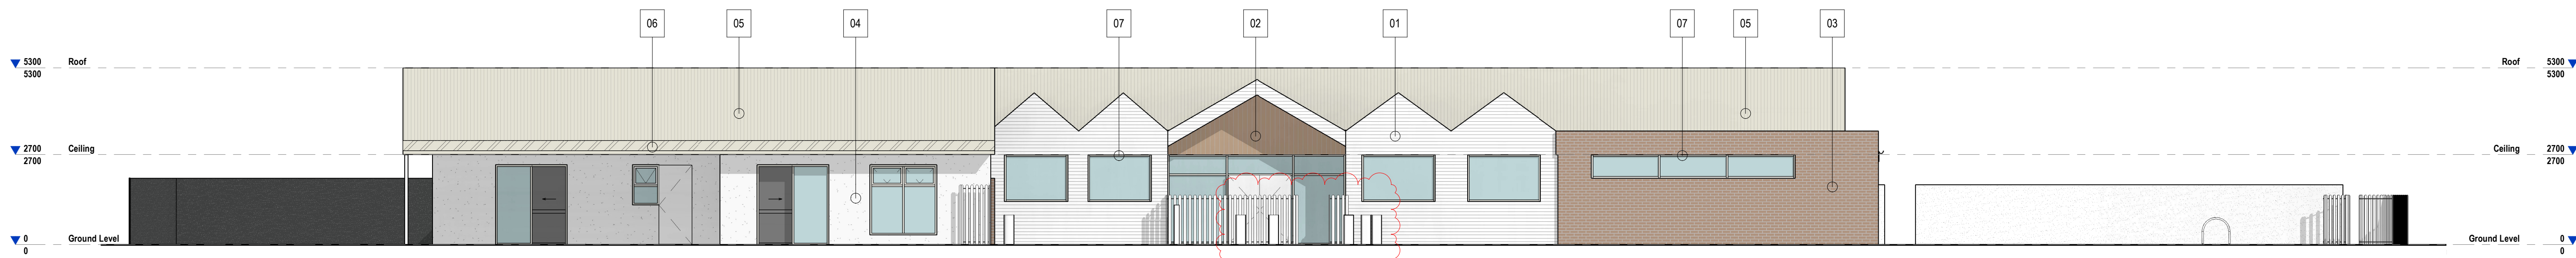 06 05 04 07 02 01 07 05 03
5300 Roof
5300
Roof 5300
5300
2700 Ceiling
2700
Ceiling 2700
2700
0 Ground Level
0
Ground Level 0
0